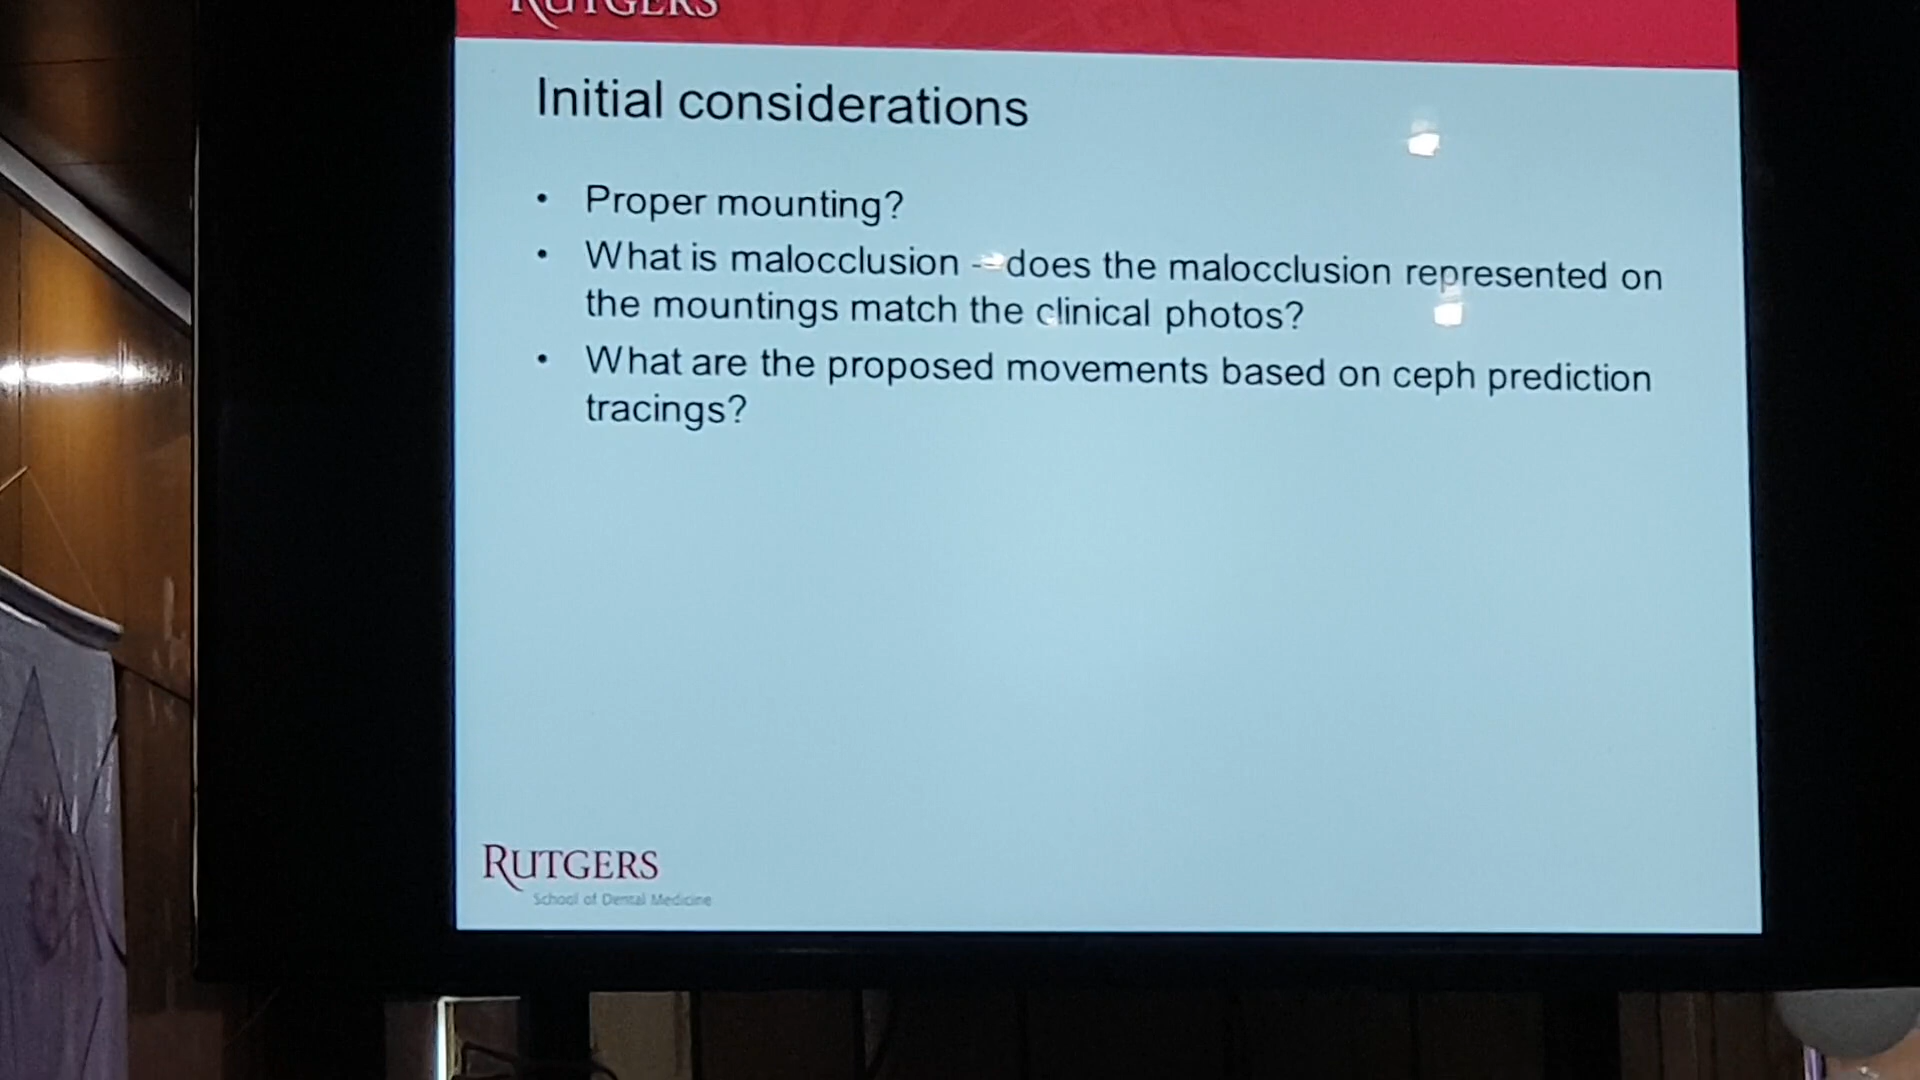 RUTGERS
Initial considerations
• Proper mounting?
• What is malocclusion – does the malocclusion represented on
the mountings match the clinical photos?
• What are the proposed movements based on ceph prediction
tracings?
RUTGERS
School of Dental Medicine